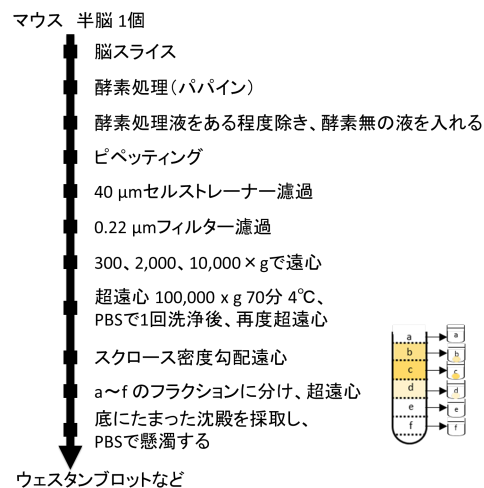 マウス 半脳 1個
脳スライス
酵素処理(パパイン)
酵素処理液をある程度除き、酵素無の液を入れる
ピペッティング
40 μmセルストレーナー濾過
0.22 μmフィルター濾過
300、2,000、10,000×gで遠心
超遠心 100,000 x g 70分 4℃、
PBSで1回洗浄後、再度超遠心
スクロース密度勾配遠心
a~f のフラクションに分け、超遠心
底にたまった沈殿を採取し、
PBSで懸濁する
ウェスタンブロットなど
a a
b b
c c
d d
e e
f f